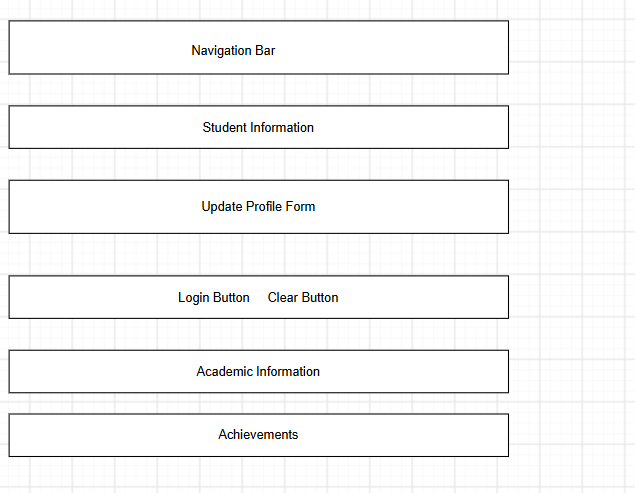 Navigation Bar
Student Information
Update Profile Form
Login Button Clear Button
Academic Information
Achievements